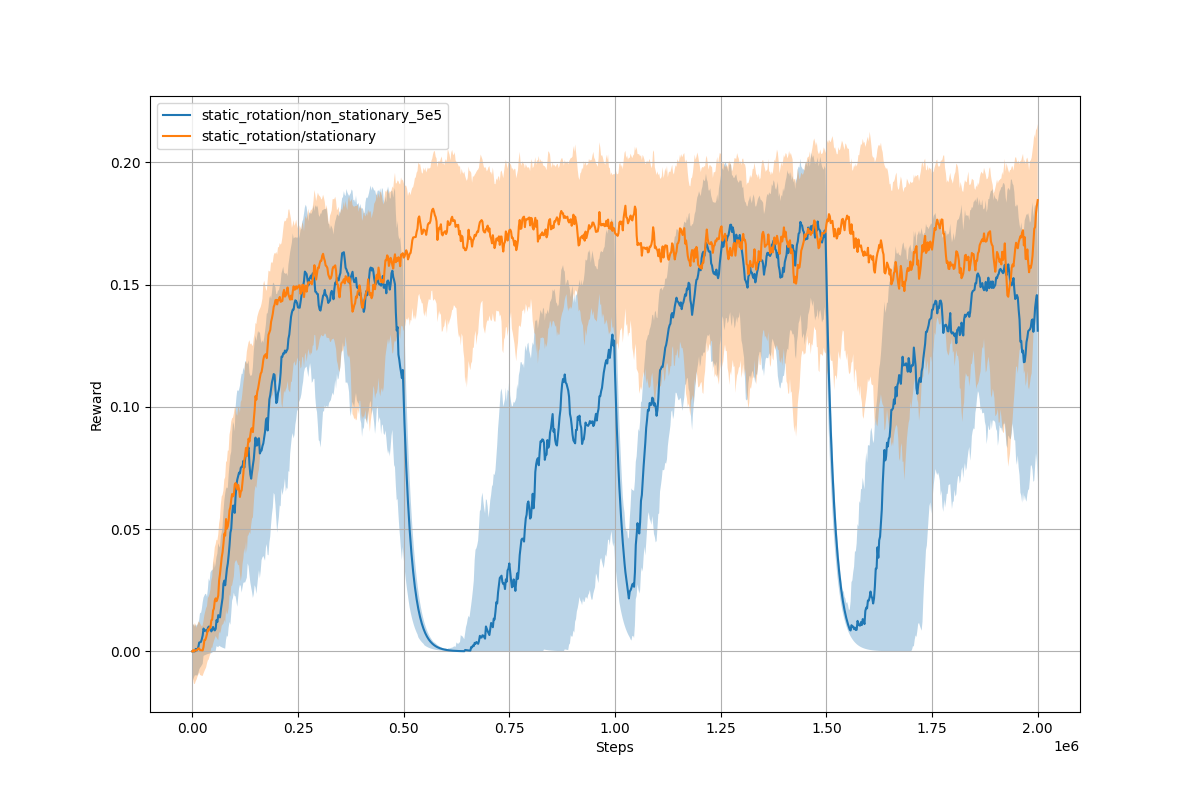 static_rotation/non_stationary_5e5
static_rotation/stationary
0.20
0.15
0.10
0.05
0.00
Reward
0.00 0.25 0.50 0.75 1.00 1.25 1.50 1.75 2.00
Steps
1e6